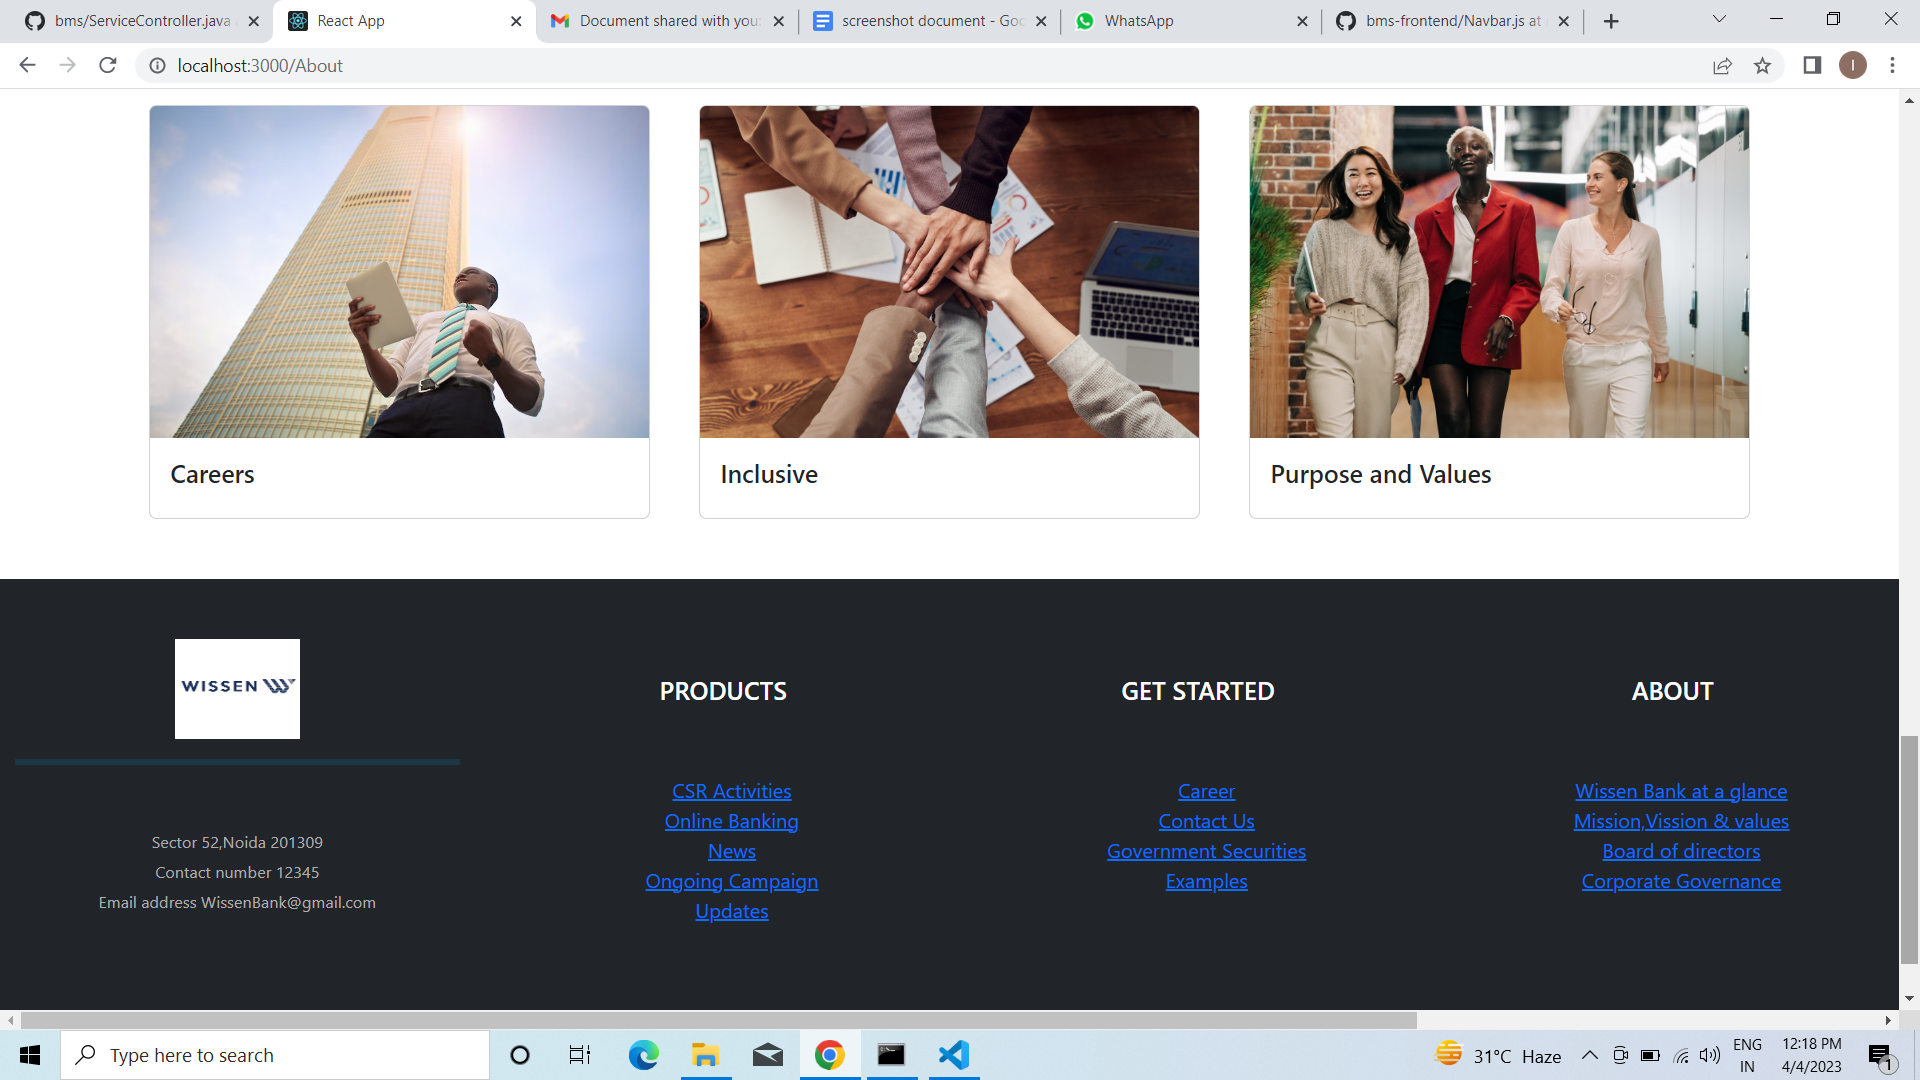 bms/ServiceController.java
React App
Document shared with you:
screenshot document - Goo
WhatsApp
bms-frontend/Navbar.js at
localhost:3000/About
I
Careers
Inclusive
Purpose and Values
WISSEN
PRODUCTS
GET STARTED
ABOUT
Sector 52,Noida 201309
Contact number 12345
Email address WissenBank@gmail.com
CSR Activities
Online Banking
News
Ongoing Campaign
Updates
Career
Contact Us
Government Securities
Examples
Wissen Bank at a glance
Mission,Vission & values
Board of directors
Corporate Governance
Type here to search
31°C Haze
ENG
IN
12:18 PM
4/4/2023
1